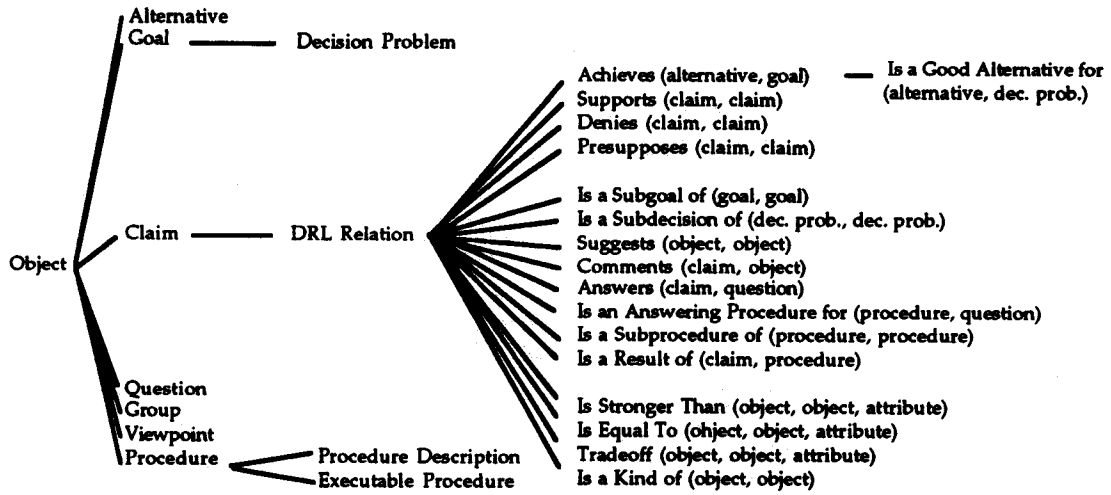 Alternative
Goal
Decision Problem
Achieves (alternative, goal)
Is a Good Alternative for
(alternative, dec. prob.)
Supports (claim, claim)
Denies (claim, claim)
Presupposes (claim, claim)
Is a Subgoal of (goal, goal)
Is a Subdecision of (dec. prob., dec. prob.)
Object
Claim
DRL Relation
Suggests (object, object)
Comments (claim, object)
Answers (claim, question)
Is an Answering Procedure for (procedure, question)
Is a Subprocedure of (procedure, procedure)
Is a Result of (claim, procedure)
Question
Group
Viewpoint
Procedure
Is Stronger Than (object, object, attribute)
Is Equal To (ohject, object, attribute)
Tradeoff (object, object, attribute)
Is a Kind of (object, object)
Procedure Description
Executable Procedure